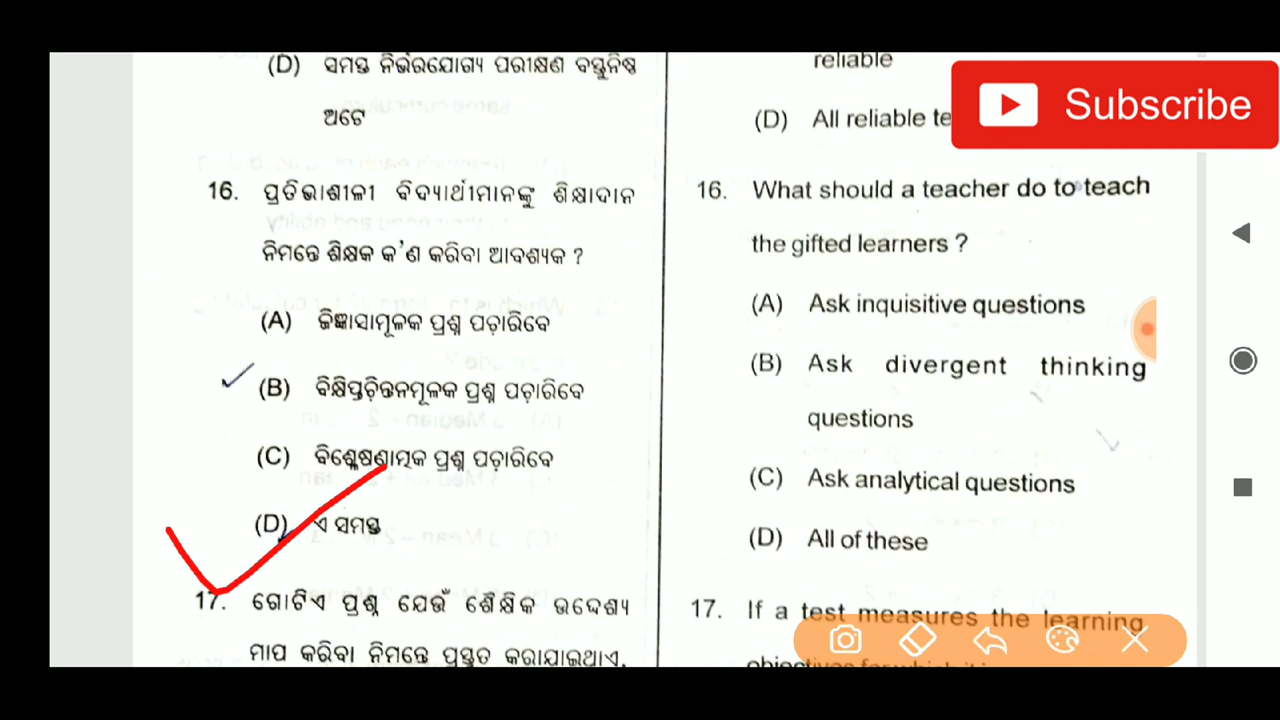 (D) ସମସ୍ତ ନିର୍ଭରଯୋଗ୍ୟ ପରୀକ୍ଷଣ ବସ୍ତୁନିଷ୍ଠ
ଅଟେ
16. ପ୍ରତିଭାଶୀଳୀ ବିଦ୍ୟାର୍ଥୀମାନଙ୍କୁ ଶିକ୍ଷାଦାନ
ନିମନ୍ତେ ଶିକ୍ଷକ କ'ଣ କରିବା ଆବଶ୍ୟକ ?
(A) ଜିଜ୍ଞାସାମୂଳକ ପ୍ରଶ୍ନ ପଚାରିବେ
(B) ବିକ୍ଷିପ୍ତଚିନ୍ତନମୂଳକ ପ୍ରଶ୍ନ ପଚାରିବେ
(C) ବିଶ୍ଳେଷଣାତ୍ମକ ପ୍ରଶ୍ନ ପଚାରିବେ
(D) ଏ ସମସ୍ତ
17. ଗୋଟିଏ ପ୍ରଶ୍ନ ଯେଉଁ ଶୈକ୍ଷିକ ଉଦ୍ଦେଶ୍ୟ
ମାପ କରିବା ନିମନ୍ତେ ପ୍ରସ୍ତୁତ କରାଯାଇଥାଏ,
reliable
(D) All reliable
Subscribe
16. What should a teacher do to teach
the gifted learners ?
(A) Ask inquisitive questions
(B) Ask divergent thinking
questions
(C) Ask analytical questions
(D) All of these
17. If a test measures the learning